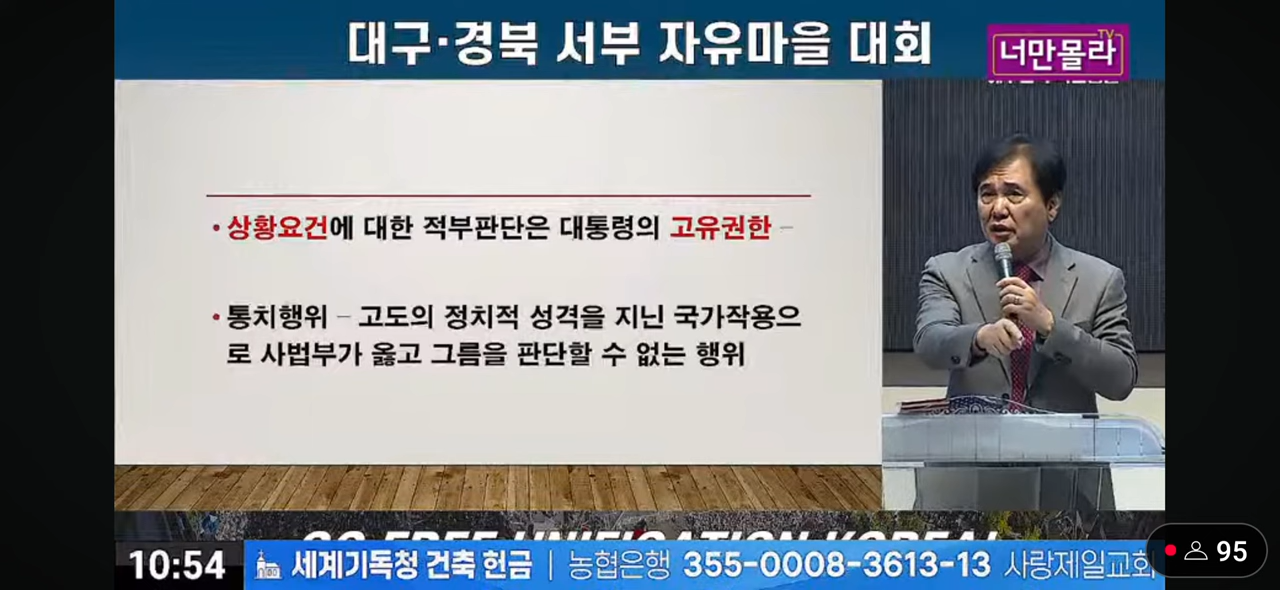 대구·경북 서부 자유마을 대회
너만몰라
TV
• 상황요건에 대한 적부판단은 대통령의 고유권한 –
• 통치행위 – 고도의 정치적 성격을 지닌 국가작용으
로 사법부가 옳고 그름을 판단할 수 없는 행위
10:54
세계기독청 건축 헌금 | 농협은행 355-0008-3613-13 사랑제일교회
95